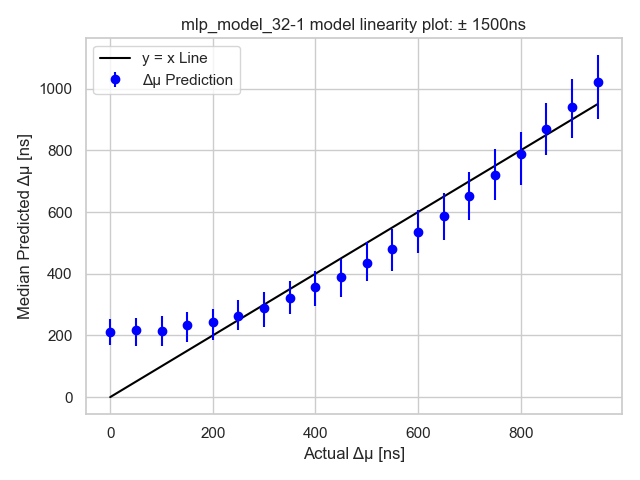 mlp_model_32-1 model linearity plot: ± 1500ns
y = x Line
Δμ Prediction
Median Predicted Δμ [ns]
1000
800
600
400
200
0
0 200 400 600 800
Actual Δμ [ns]